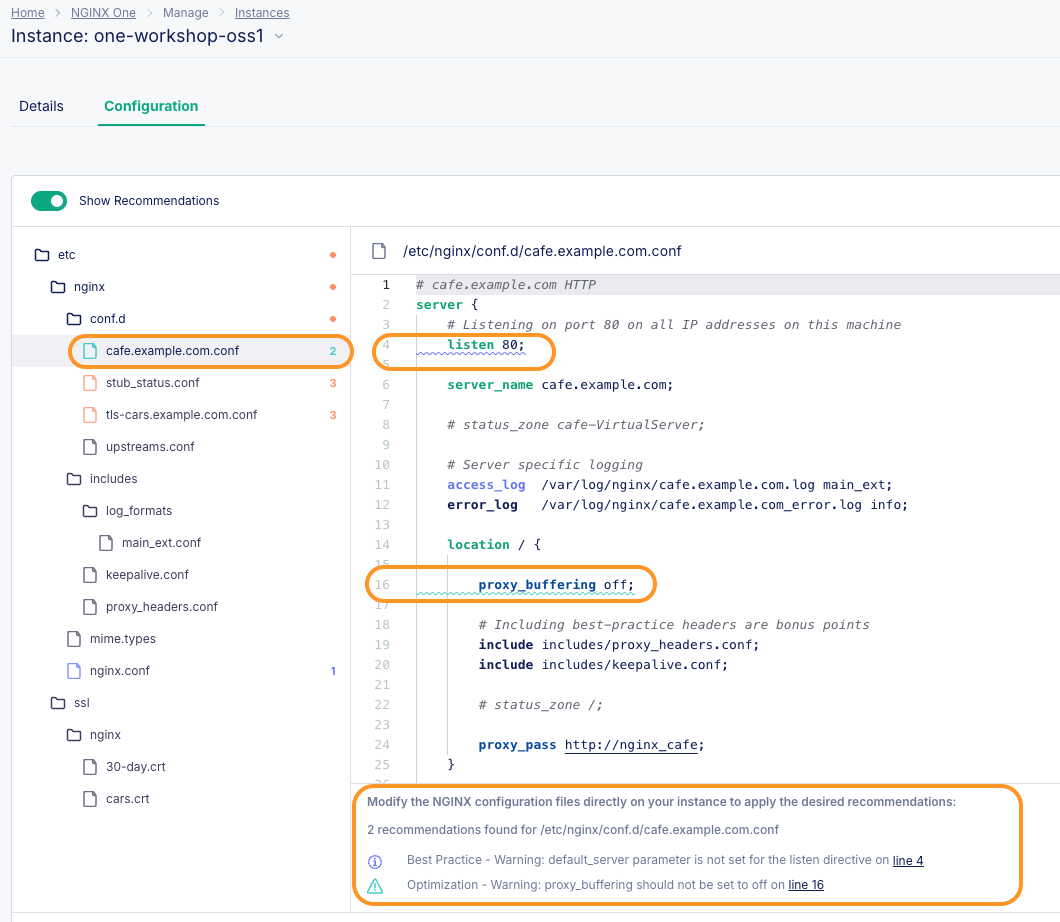 Home > NGINX One > Manage > Instances
Instance: one-workshop-oss1
Details Configuration
Show Recommendations
etc
nginx
conf.d
cafe.example.com.conf 2
stub_status.conf 3
tls-cars.example.com.conf 3
upstreams.conf
includes
log_formats
main_ext.conf
keepalive.conf
proxy_headers.conf
mime.types
nginx.conf 1
ssl
nginx
30-day.crt
cars.crt
/etc/nginx/conf.d/cafe.example.com.conf
1 # cafe.example.com HTTP
2 server {
3 # Listening on port 80 on all IP addresses on this machine
4 listen 80;
5
6 server_name cafe.example.com;
7
8 # status_zone cafe-VirtualServer;
9
10 # Server specific logging
11 access_log /var/log/nginx/cafe.example.com.log main_ext;
12 error_log /var/log/nginx/cafe.example.com_error.log info;
13
14 location / {
15
16 proxy_buffering off;
17
18 # Including best-practice headers are bonus points
19 include includes/proxy_headers.conf;
20 include includes/keepalive.conf;
21
22 # status_zone /;
23
24 proxy_pass http://nginx_cafe;
25 }
Modify the NGINX configuration files directly on your instance to apply the desired recommendations:
2 recommendations found for /etc/nginx/conf.d/cafe.example.com.conf
Best Practice - Warning: default_server parameter is not set for the listen directive on line 4
Optimization - Warning: proxy_buffering should not be set to off on line 16